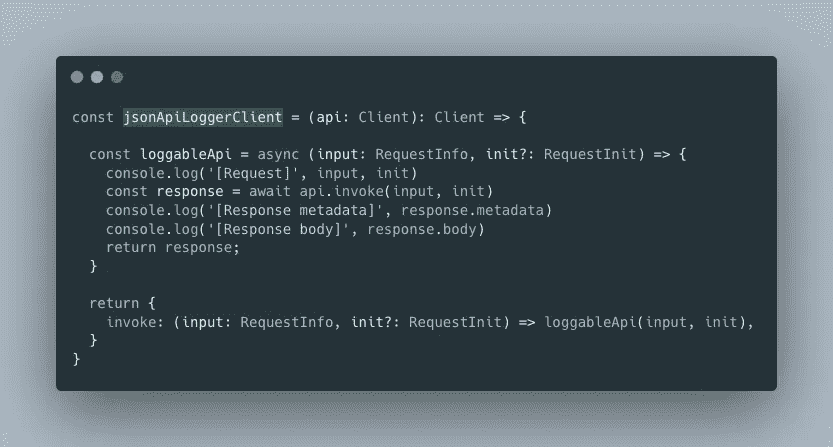 const jsonApiLoggerClient = (api: Client): Client => {
const loggableApi = async (input: RequestInfo, init?: RequestInit) => {
console.log('[Request]', input, init)
const response = await api.invoke(input, init)
console.log('[Response metadata]', response.metadata)
console.log('[Response body]', response.body)
return response;
}
return {
invoke: (input: RequestInfo, init?: RequestInit) => loggableApi(input, init),
}
}